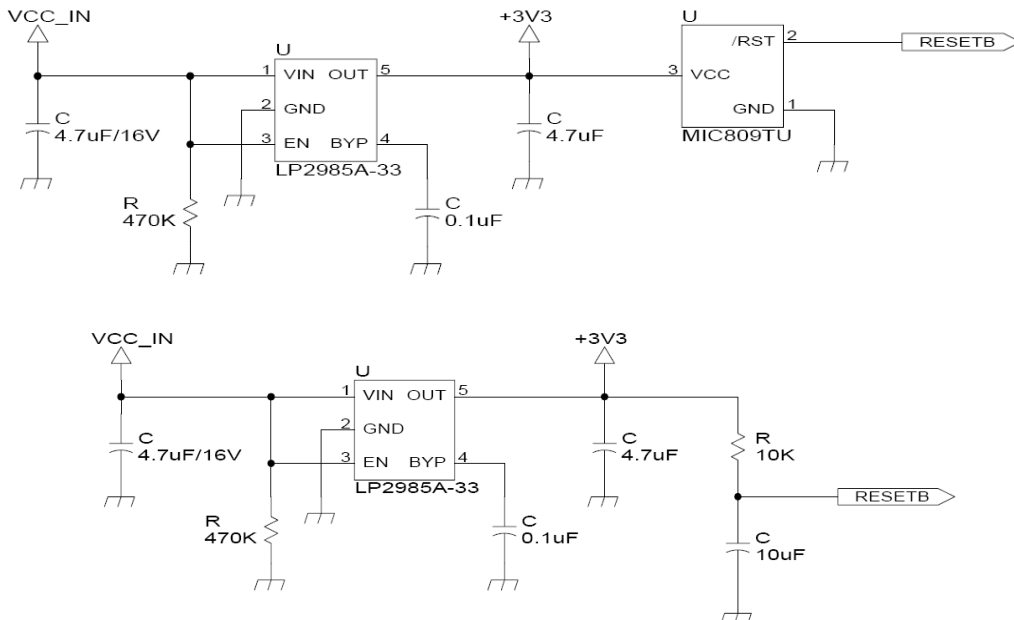 VCC_IN
+3V3
U
U
/RST 2
RESETB
1 VIN OUT 5
3 VCC
2 GND
GND 1
C
4.7uF/16V
C
4.7uF
3 EN BYP 4
MIC809TU
LP2985A-33
R
470K
C
0.1uF
VCC_IN
+3V3
U
1 VIN OUT 5
2 GND
C
4.7uF/16V
C
4.7uF
R
10K
3 EN BYP 4
LP2985A-33
RESETB
R
470K
C
0.1uF
C
10uF